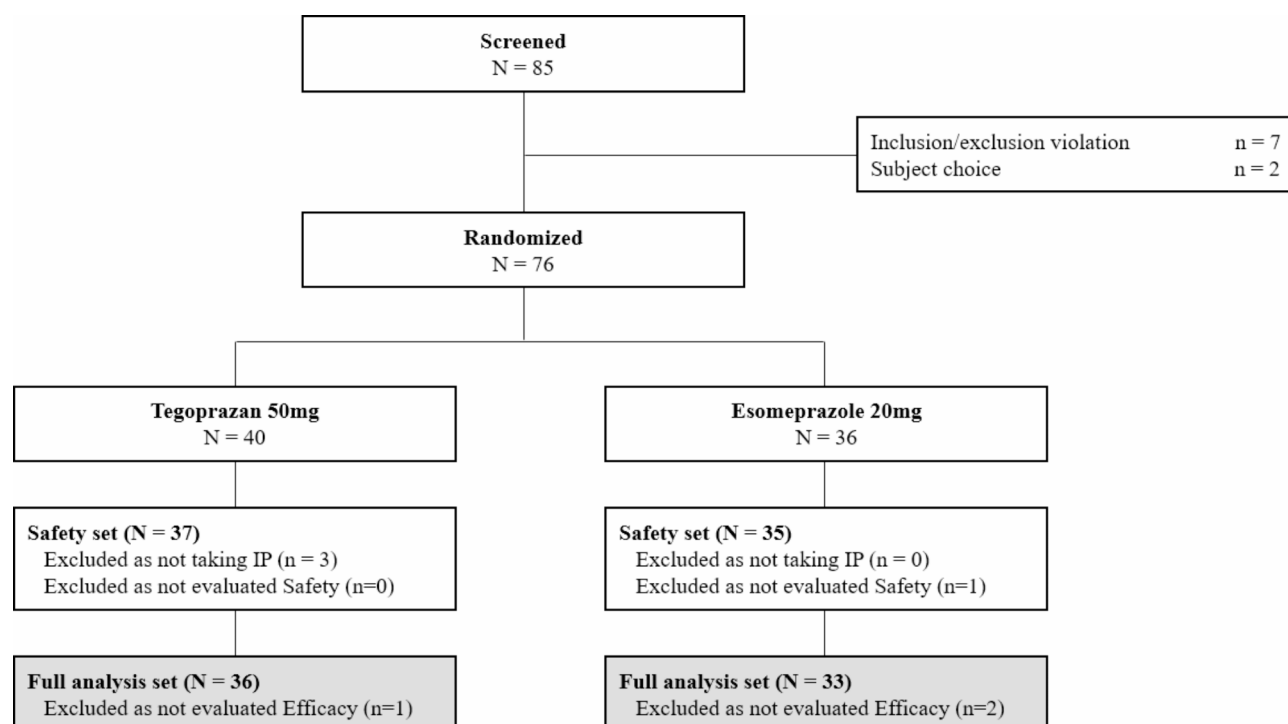 Screened
N = 85
Inclusion/exclusion violation n = 7
Subject choice n = 2
Randomized
N = 76
Tegoprazan 50mg
N = 40
Esomeprazole 20mg
N = 36
Safety set (N = 37)
Excluded as not taking IP (n = 3)
Excluded as not evaluated Safety (n=0)
Safety set (N = 35)
Excluded as not taking IP (n = 0)
Excluded as not evaluated Safety (n=1)
Full analysis set (N = 36)
Excluded as not evaluated Efficacy (n=1)
Full analysis set (N = 33)
Excluded as not evaluated Efficacy (n=2)